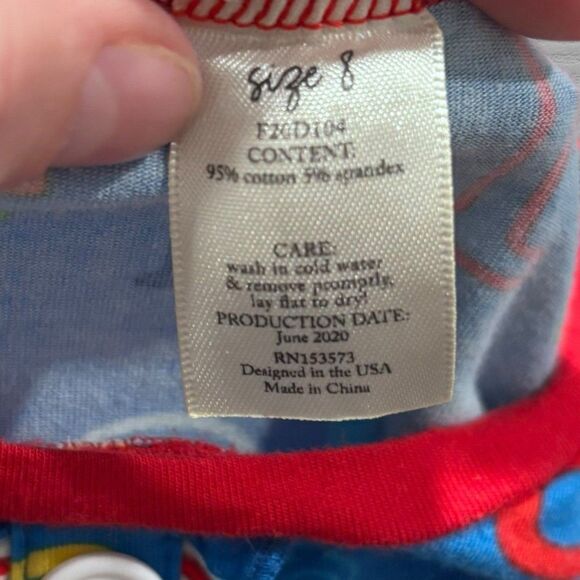 size 8
F20D104
CONTENT:
95% cotton 5% spandex
CARE:
wash in cold water
& remove promptly,
lay flat to dry!
PRODUCTION DATE:
June 2020
RN153573
Designed in the USA
Made in China